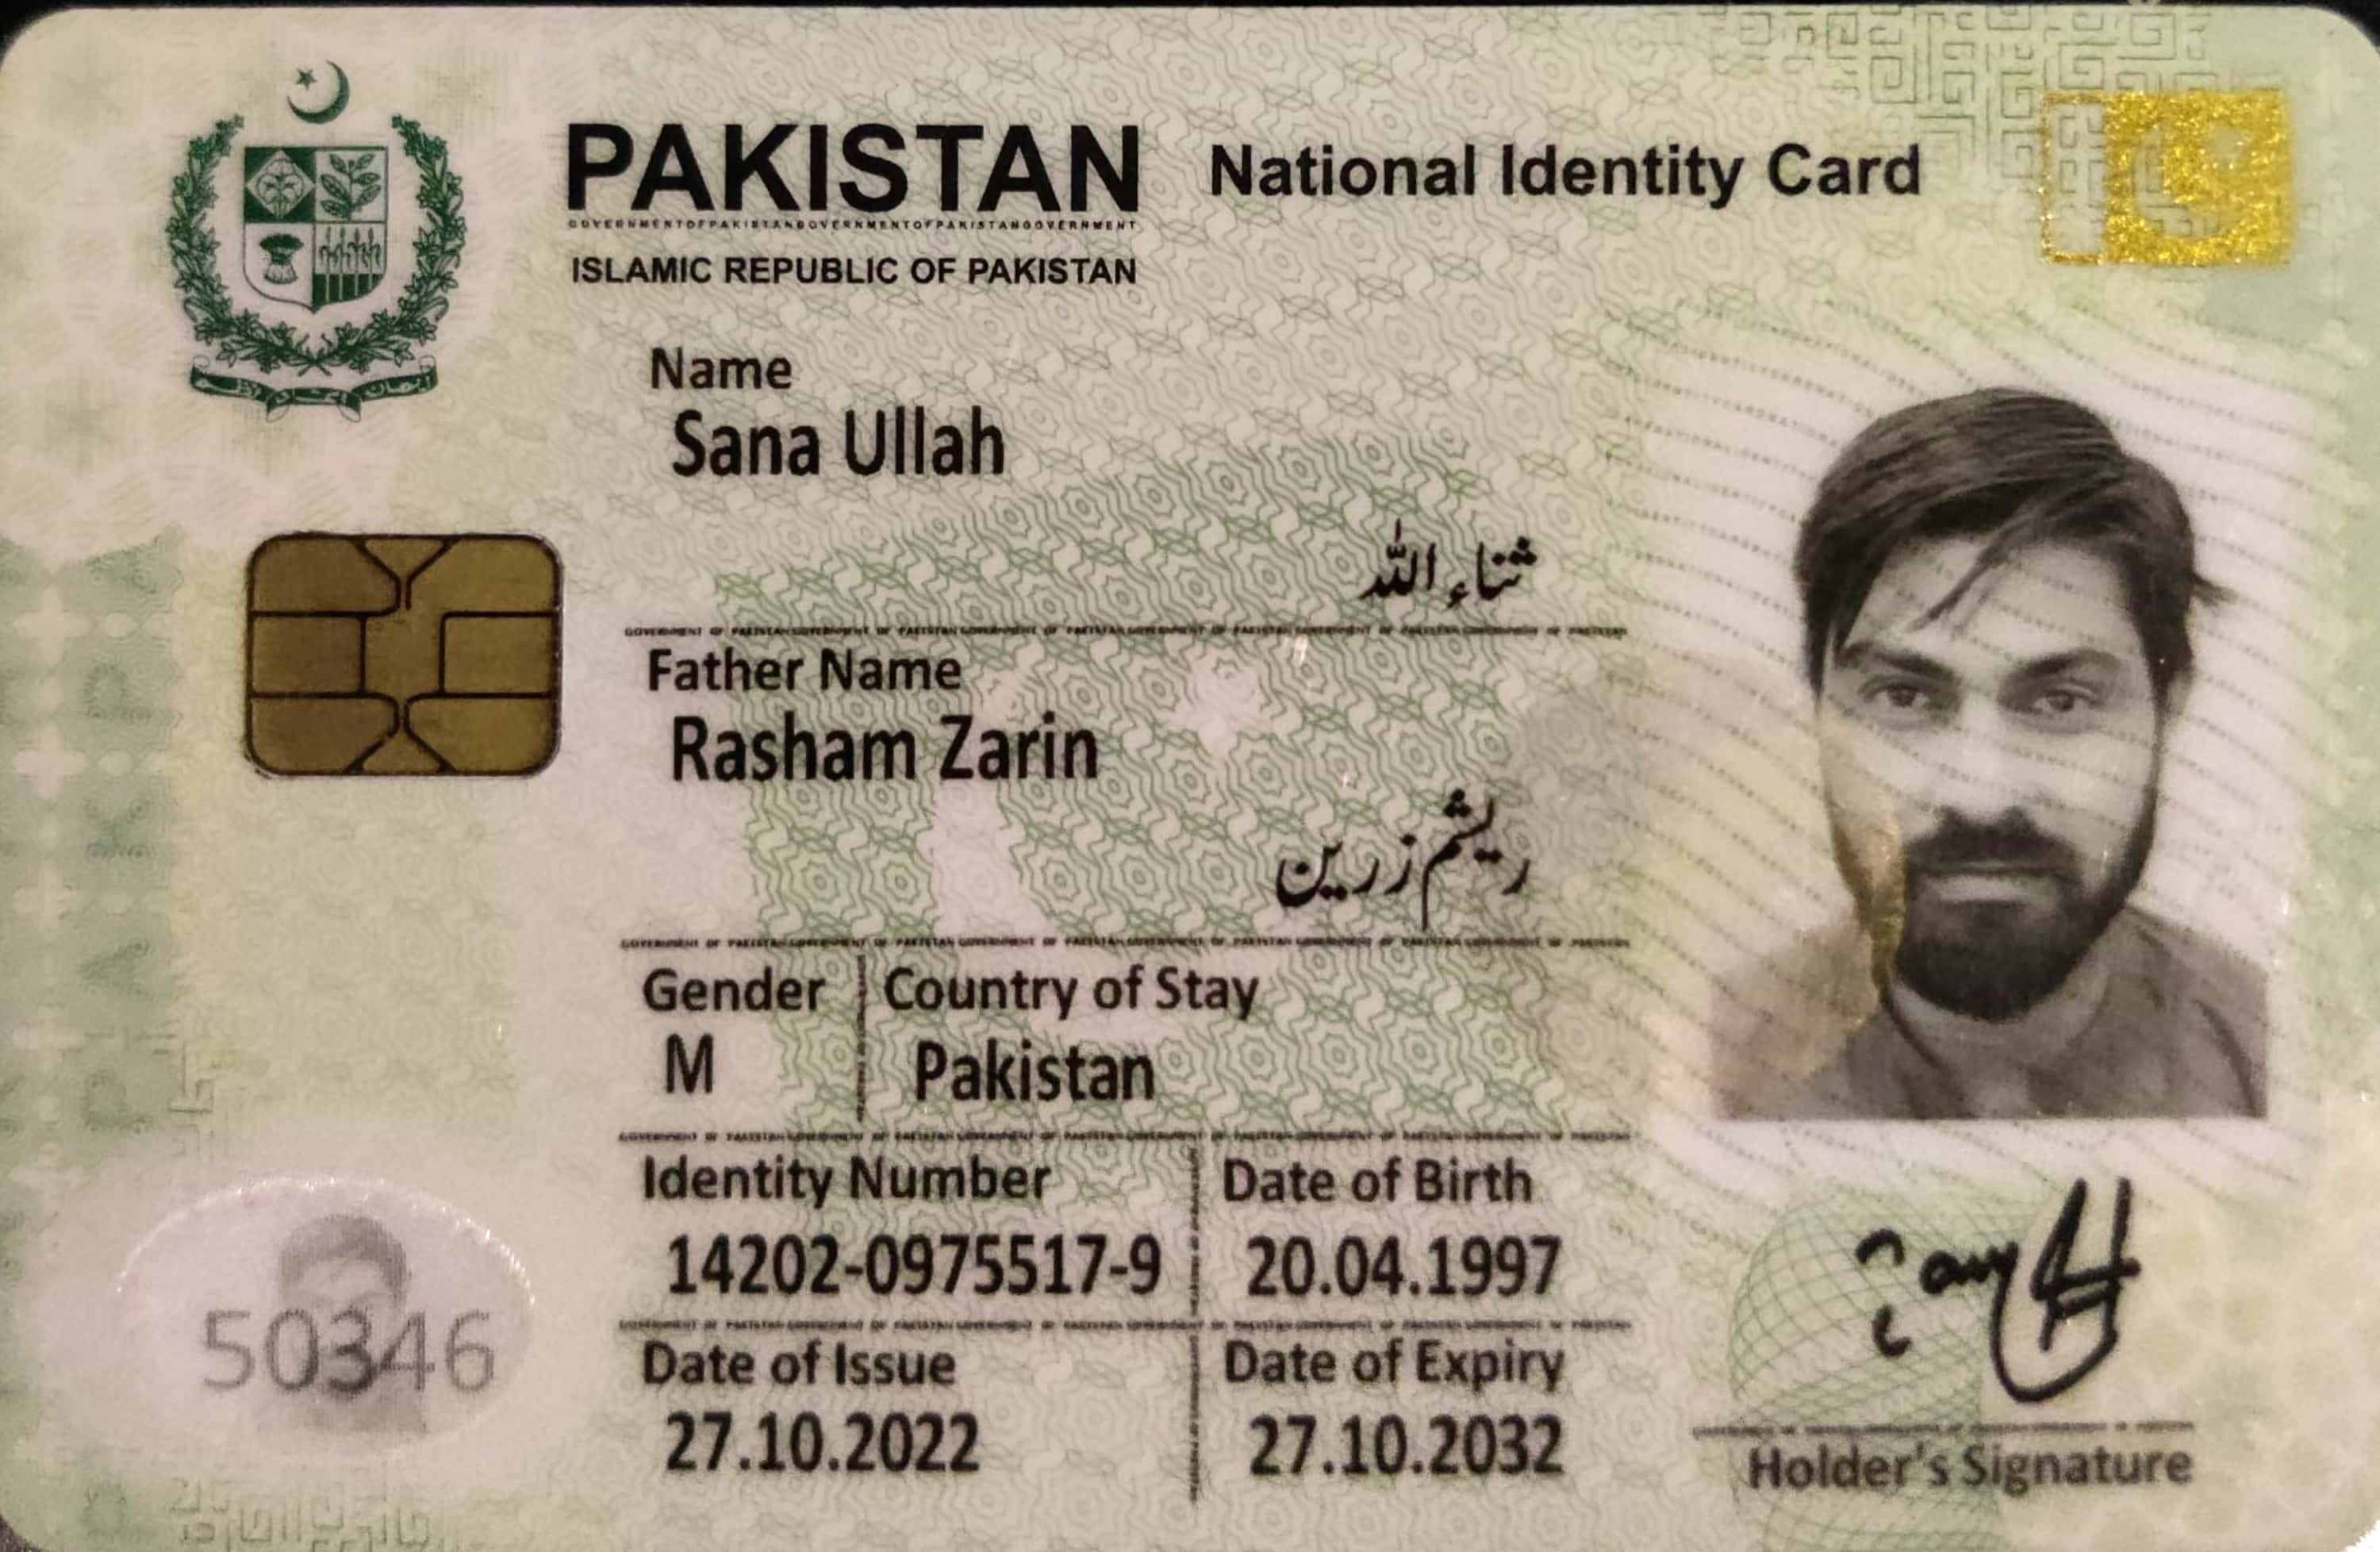 PAKISTAN National Identity Card
ISLAMIC REPUBLIC OF PAKISTAN
Name
Sana Ullah
ثناء اللہ
Father Name
Rasham Zarin
ریشم زرین
Gender Country of Stay
M Pakistan
Identity Number Date of Birth
14202-0975517-9 20.04.1997
Date of Issue Date of Expiry
27.10.2022 27.10.2032
50346
Holder's Signature